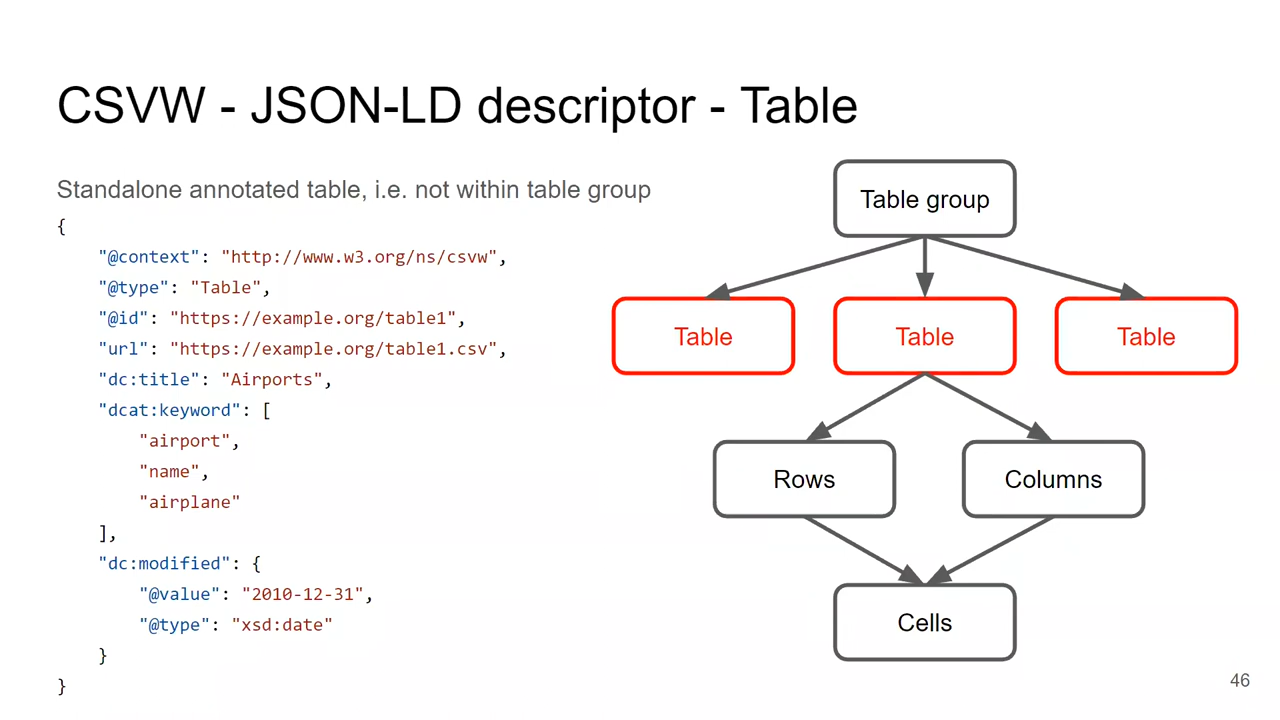 CSVW - JSON-LD descriptor - Table
Standalone annotated table, i.e. not within table group
{
"@context": "http://www.w3.org/ns/csvw",
"@type": "Table",
"@id": "https://example.org/table1",
"url": "https://example.org/table1.csv",
"dc:title": "Airports",
"dcat:keyword": [
"airport",
"name",
"airplane"
],
"dc:modified": {
"@value": "2010-12-31",
"@type": "xsd:date"
}
}
Table group
Table
Table
Table
Rows
Columns
Cells
46